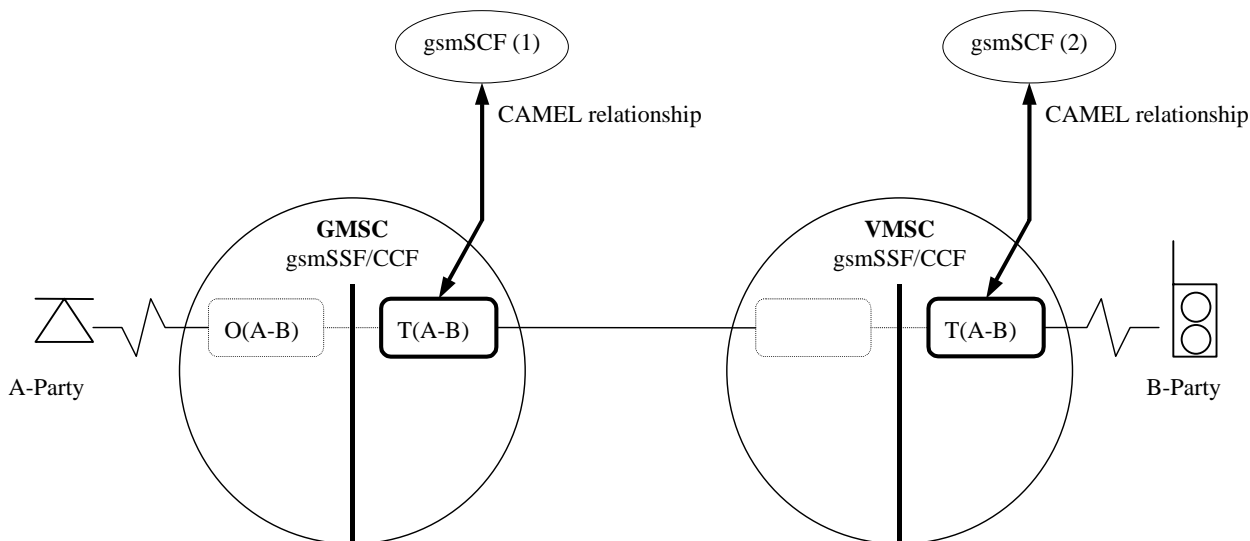 gsmSCF (1)
gsmSCF (2)
CAMEL relationship
CAMEL relationship
GMSC
gsmSSF/CCF
VMSC
gsmSSF/CCF
O(A-B)
T(A-B)
T(A-B)
A-Party
B-Party